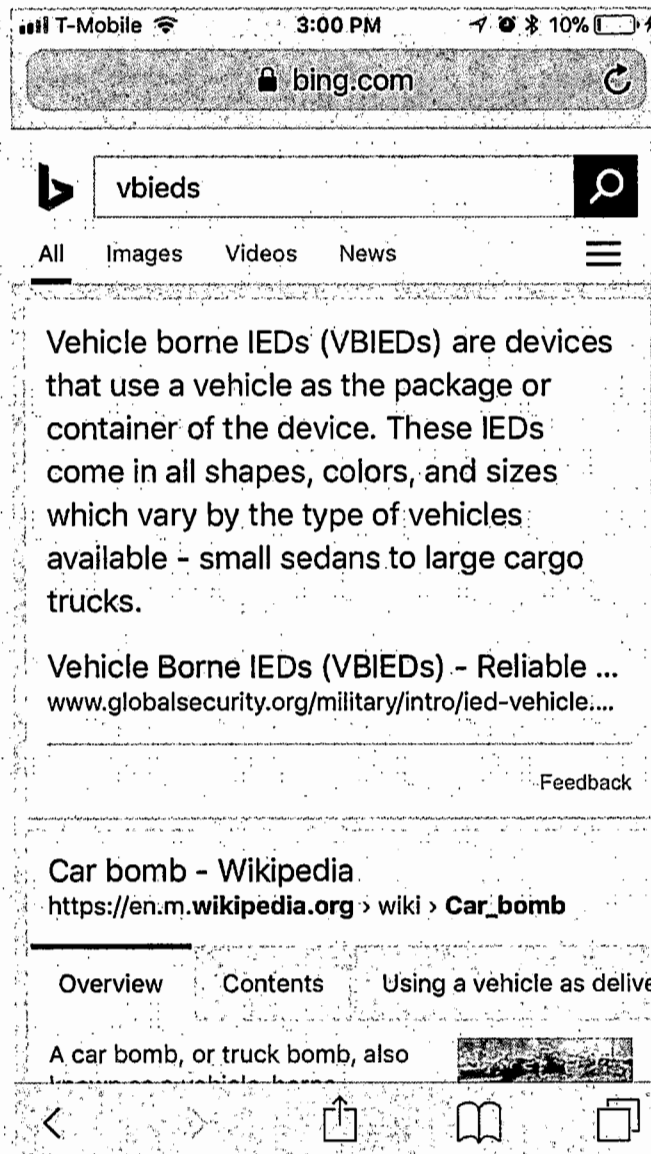 T-Mobile 3:00 PM 10%
bing.com
vbieds
All Images Videos News
Vehicle borne IEDs (VBIEDs) are devices
that use a vehicle as the package or
container of the device. These IEDs
come in all shapes, colors, and sizes
which vary by the type of vehicles
available - small sedans to large cargo
trucks.
Vehicle Borne IEDs (VBIEDs) - Reliable ...
www.globalsecurity.org/military/intro/ied-vehicle....
Feedback
Car bomb - Wikipedia
https://en.m.wikipedia.org › wiki › Car_bomb
Overview Contents Using a vehicle as delive
A car bomb, or truck bomb, also